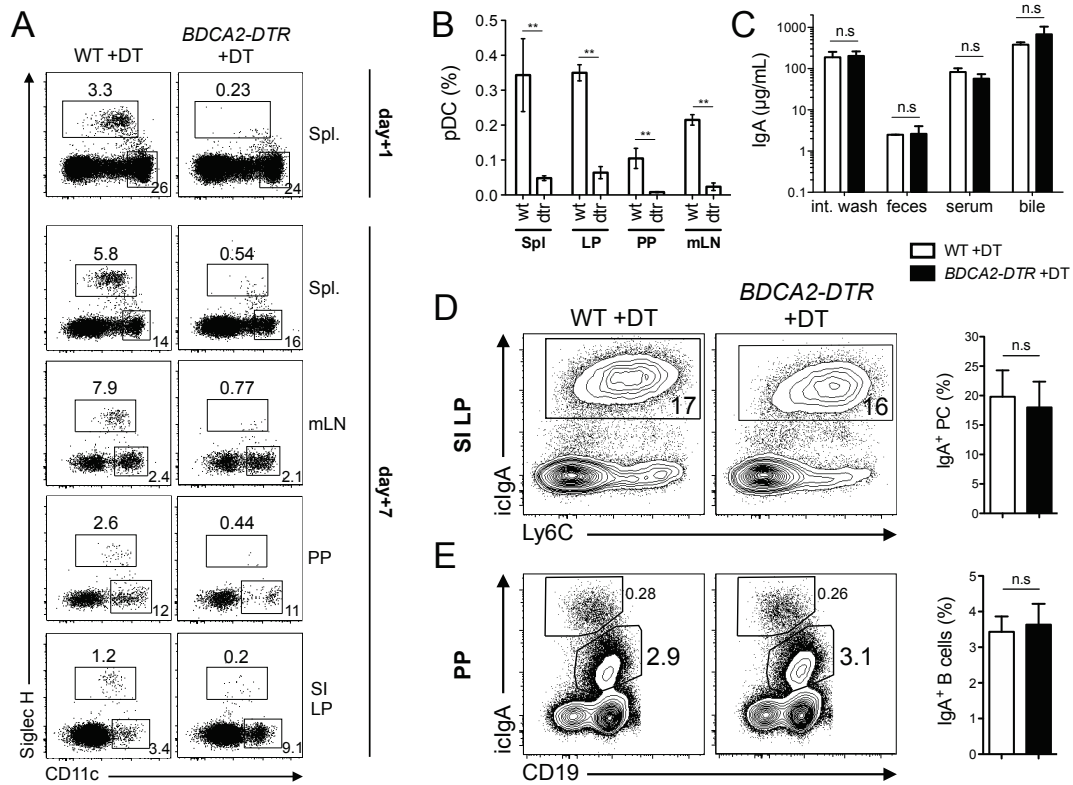 A
WT +DT
BDCA2-DTR
+DT
3.3
0.23
Spl.
26
24
day+1
5.8
0.54
Spl.
14
16
7.9
0.77
mLN
2.4
2.1
2.6
0.44
PP
12
11
1.2
0.2
SI
LP
3.4
9.1
day+7
Siglec H
CD11c
B
pDC (%)
0.5
0.4
0.3
0.2
0.1
0.0
**
**
**
**
wt
dtr
wt
dtr
wt
dtr
wt
dtr
Spl
LP
PP
mLN
C
IgA (µg/mL)
1000
100
10
1
0.1
n.s
n.s
n.s
n.s
int. wash
feces
serum
bile
WT +DT
BDCA2-DTR +DT
D
WT +DT
BDCA2-DTR
+DT
SI LP
icIgA
17
16
Ly6C
IgA+ PC (%)
30
25
20
15
10
5
0
n.s
E
PP
icIgA
0.28
2.9
0.26
3.1
CD19
IgA+ B cells (%)
5
4
3
2
1
0
n.s